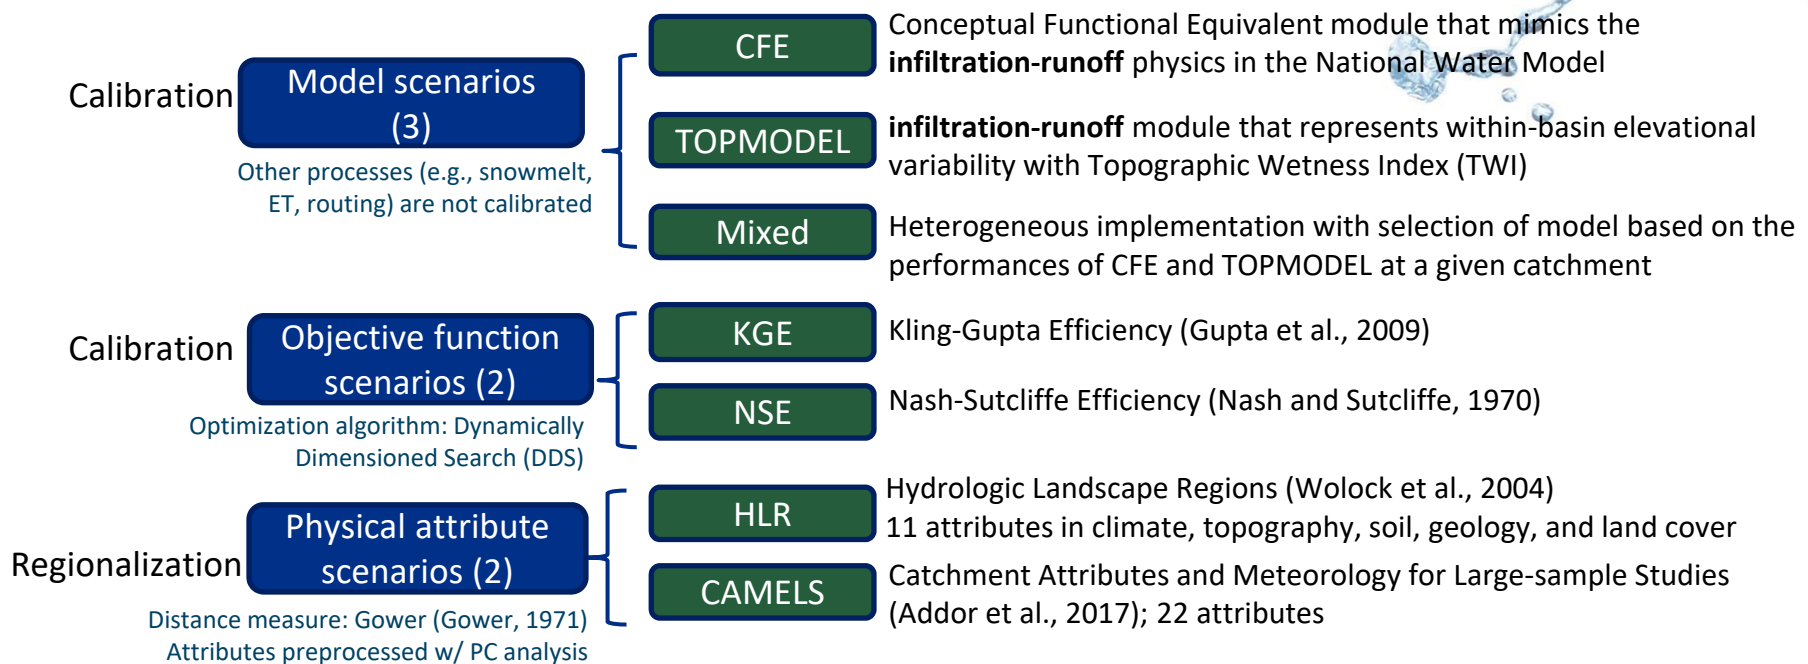 Calibration
Model scenarios
(3)
Other processes (e.g., snowmelt,
ET, routing) are not calibrated
CFE
Conceptual Functional Equivalent module that mimics the
infiltration-runoff physics in the National Water Model
TOPMODEL
infiltration-runoff module that represents within-basin elevational
variability with Topographic Wetness Index (TWI)
Mixed
Heterogeneous implementation with selection of model based on the
performances of CFE and TOPMODEL at a given catchment
Calibration
Objective function
scenarios (2)
Optimization algorithm: Dynamically
Dimensioned Search (DDS)
KGE
Kling-Gupta Efficiency (Gupta et al., 2009)
NSE
Nash-Sutcliffe Efficiency (Nash and Sutcliffe, 1970)
Regionalization
Physical attribute
scenarios (2)
Distance measure: Gower (Gower, 1971)
Attributes preprocessed w/ PC analysis
HLR
Hydrologic Landscape Regions (Wolock et al., 2004)
11 attributes in climate, topography, soil, geology, and land cover
CAMELS
Catchment Attributes and Meteorology for Large-sample Studies
(Addor et al., 2017); 22 attributes